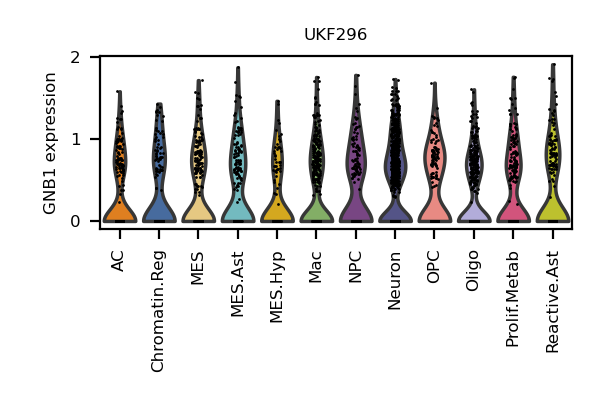 UKF296
GNB1 expression
2
1
0
AC
Chromatin.Reg
MES
MES.Ast
MES.Hyp
Mac
NPC
Neuron
OPC
Oligo
Prolif.Metab
Reactive.Ast